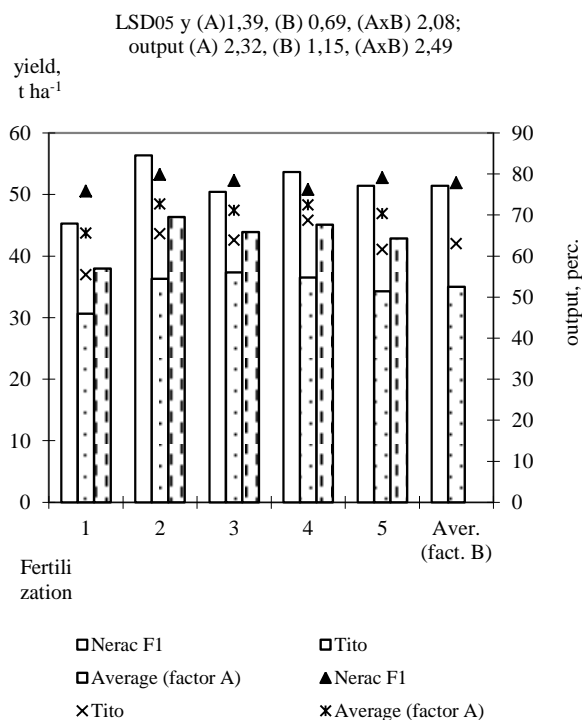 LSD05 y (A)1,39, (B) 0,69, (AxB) 2,08;
output (A) 2,32, (B) 1,15, (AxB) 2,49
yield,
t ha-1
60
50
40
30
20
10
0
90
80
70
60
50
40
30
20
10
0
output, perc.
1 2 3 4 5 Aver.
(fact. B)
Fertili
zation
Nerac F1 Tito
Average (factor A) Nerac F1
Tito Average (factor A)